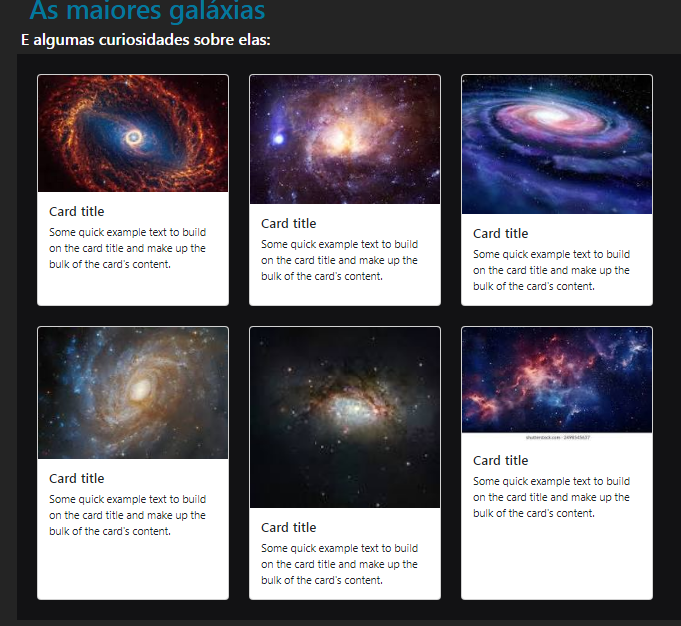 As maiores galáxias
E algumas curiosidades sobre elas:
Card title
Some quick example text to build
on the card title and make up the
bulk of the card's content.
Card title
Some quick example text to build
on the card title and make up the
bulk of the card's content.
Card title
Some quick example text to build
on the card title and make up the
bulk of the card's content.
Card title
Some quick example text to build
on the card title and make up the
bulk of the card's content.
Card title
Some quick example text to build
on the card title and make up the
bulk of the card's content.
shutterstock.com
Card title
Some quick example text to build
on the card title and make up the
bulk of the card's content.